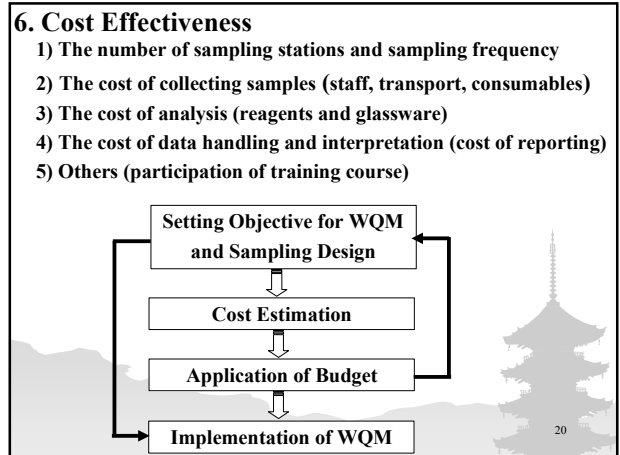 6. Cost Effectiveness
1) The number of sampling stations and sampling frequency
2) The cost of collecting samples (staff, transport, consumables)
3) The cost of analysis (reagents and glassware)
4) The cost of data handling and interpretation (cost of reporting)
5) Others (participation of training course)
Setting Objective for WQM
and Sampling Design
Cost Estimation
Application of Budget
Implementation of WQM
20